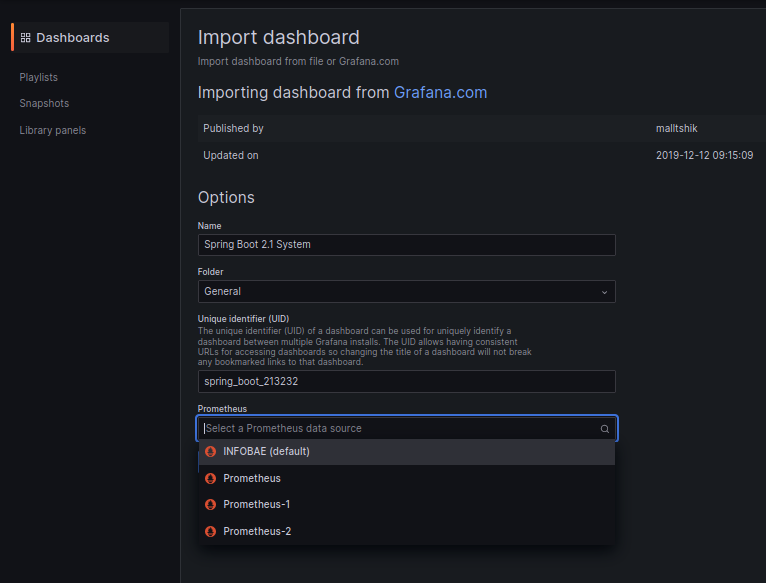 Dashboards
Playlists
Snapshots
Library panels
Import dashboard
Import dashboard from file or Grafana.com
Importing dashboard from Grafana.com
Published by malltshik
Updated on 2019-12-12 09:15:09
Options
Name
Spring Boot 2.1 System
Folder
General
Unique identifier (UID)
The unique identifier (UID) of a dashboard can be used for uniquely identify a
dashboard between multiple Grafana installs. The UID allows having consistent
URLs for accessing dashboards so changing the title of a dashboard will not break
any bookmarked links to that dashboard.
spring_boot_213232
Prometheus
Select a Prometheus data source
INFOBAE (default)
Prometheus
Prometheus-1
Prometheus-2